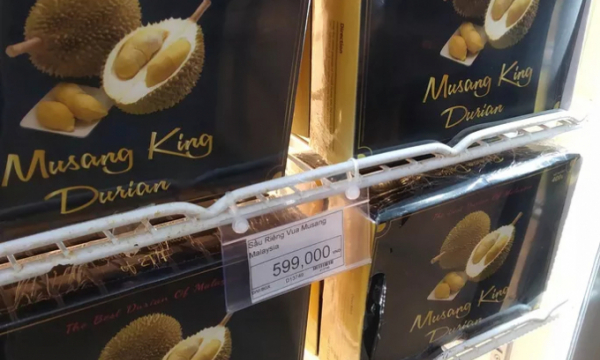 Musang King
Durian
Musang King
Durian
Sầu Riêng Vua Musang
Malaysia
599,000
The Best Durian Of
Musang King
Durian